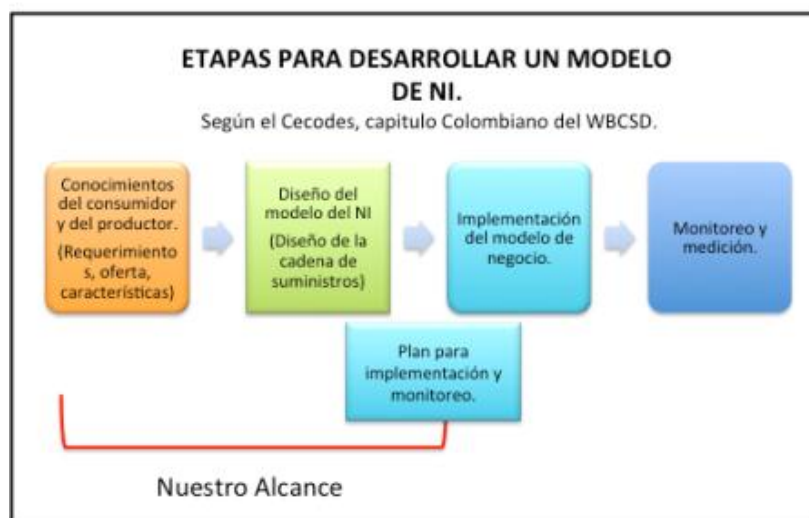 ETAPAS PARA DESARROLLAR UN MODELO
DE NI.
Según el Cecodes, capitulo Colombiano del WBCSD.
Conocimientos
del consumidor
y del productor.
(Requerimiento
s, oferta,
características)
Diseño del
modelo del NI
(Diseño de la
cadena de
suministros)
Implementación
del modelo de
negocio.
Monitoreo y
medición.
Plan para
implementación y
monitoreo.
Nuestro Alcance